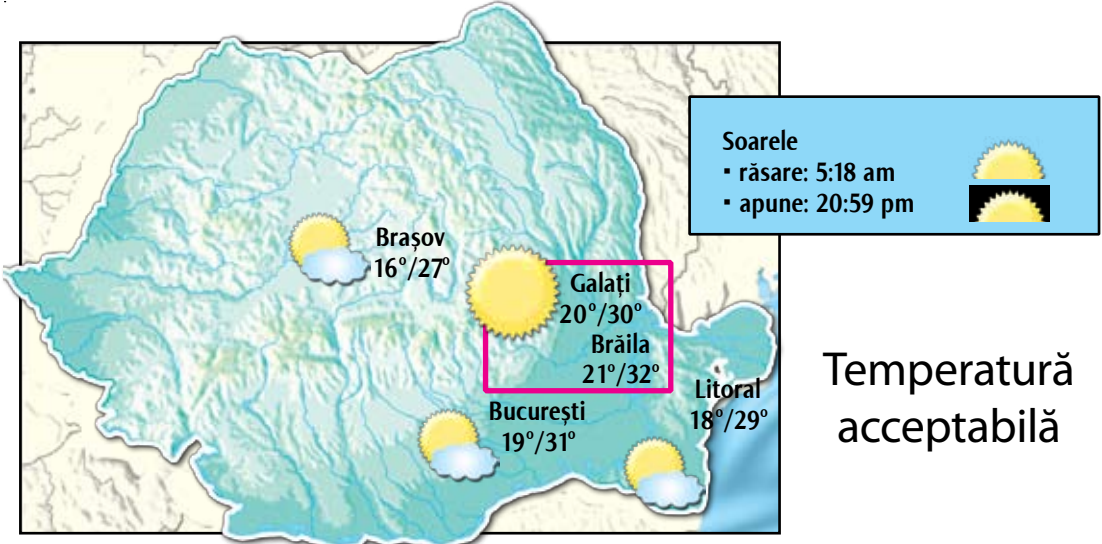 Soarele
▪ răsare: 5:18 am
▪ apune: 20:59 pm
Brașov
16°/27°
Galați
20°/30°
Brăila
21°/32°
Litoral
18°/29°
București
19°/31°
Temperatură
acceptabilă